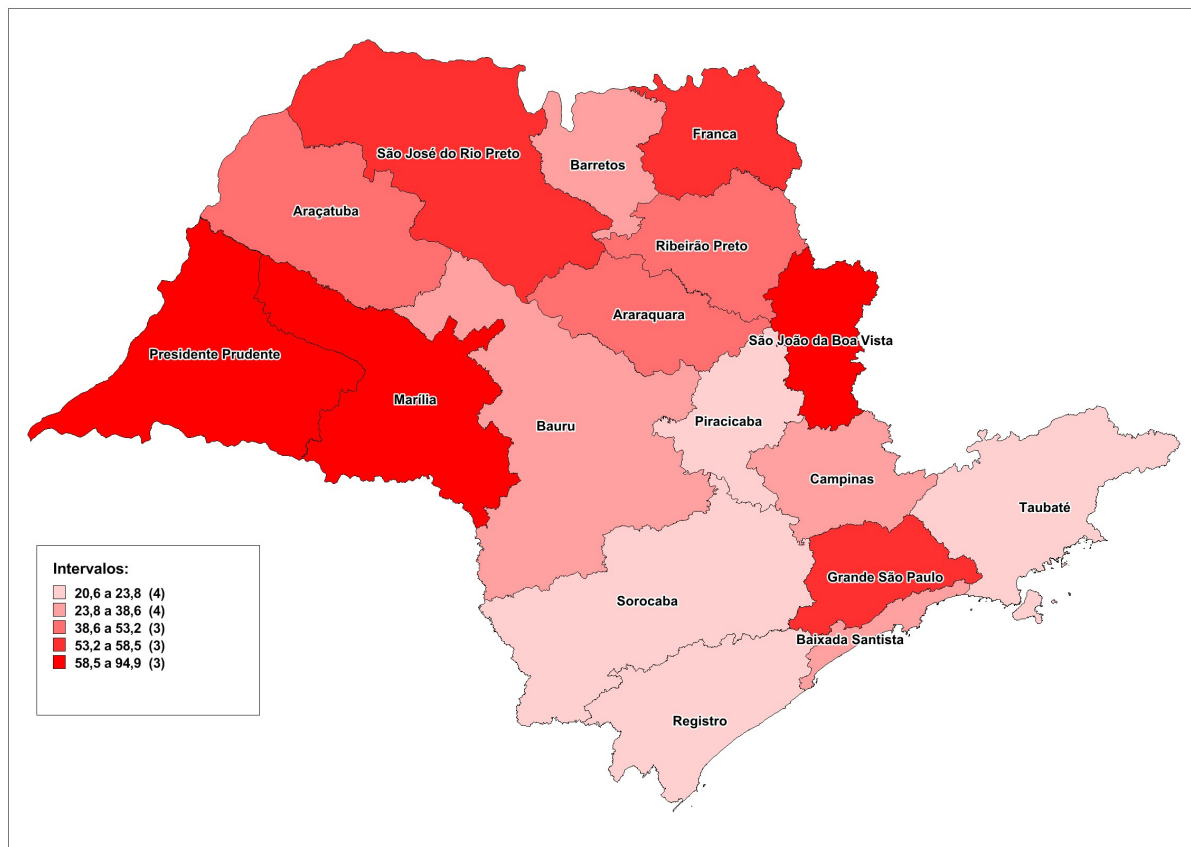 Franca
São José do Rio Preto
Barretos
Araçatuba
Ribeirão Preto
Araraquara
São João da Boa Vista
Presidente Prudente
Marília
Piracicaba
Bauru
Campinas
Taubaté
Grande São Paulo
Sorocaba
Baixada Santista
Registro
Intervalos:
20,6 a 23,8 (4)
23,8 a 38,6 (4)
38,6 a 53,2 (3)
53,2 a 58,5 (3)
58,5 a 94,9 (3)